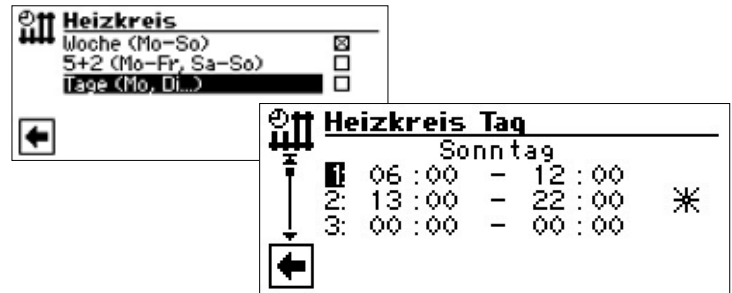 Heizkreis
Woche (Mo-So)
5+2 (Mo-Fr, Sa-So)
Tage (Mo, Di...)
Heizkreis Tag
Sonntag
1: 06:00 - 12:00
2: 13:00 - 22:00
3: 00:00 - 00:00